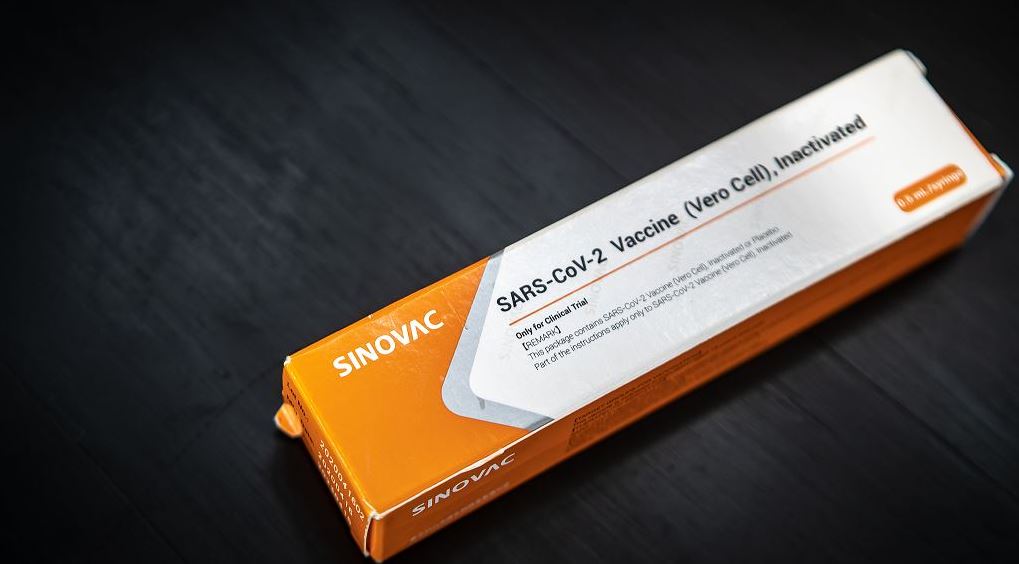 SARS-CoV-2 Vaccine (Vero Cell), Inactivated
0.5 mL/syringe
Only for Clinical Trial
【REMARK】
This package contains SARS-CoV-2 Vaccine (Vero Cell), Inactivated or Placebo
Part of the instructions apply only to SARS-CoV-2 Vaccine (Vero Cell), Inactivated
SINOVAC
SINOVAC